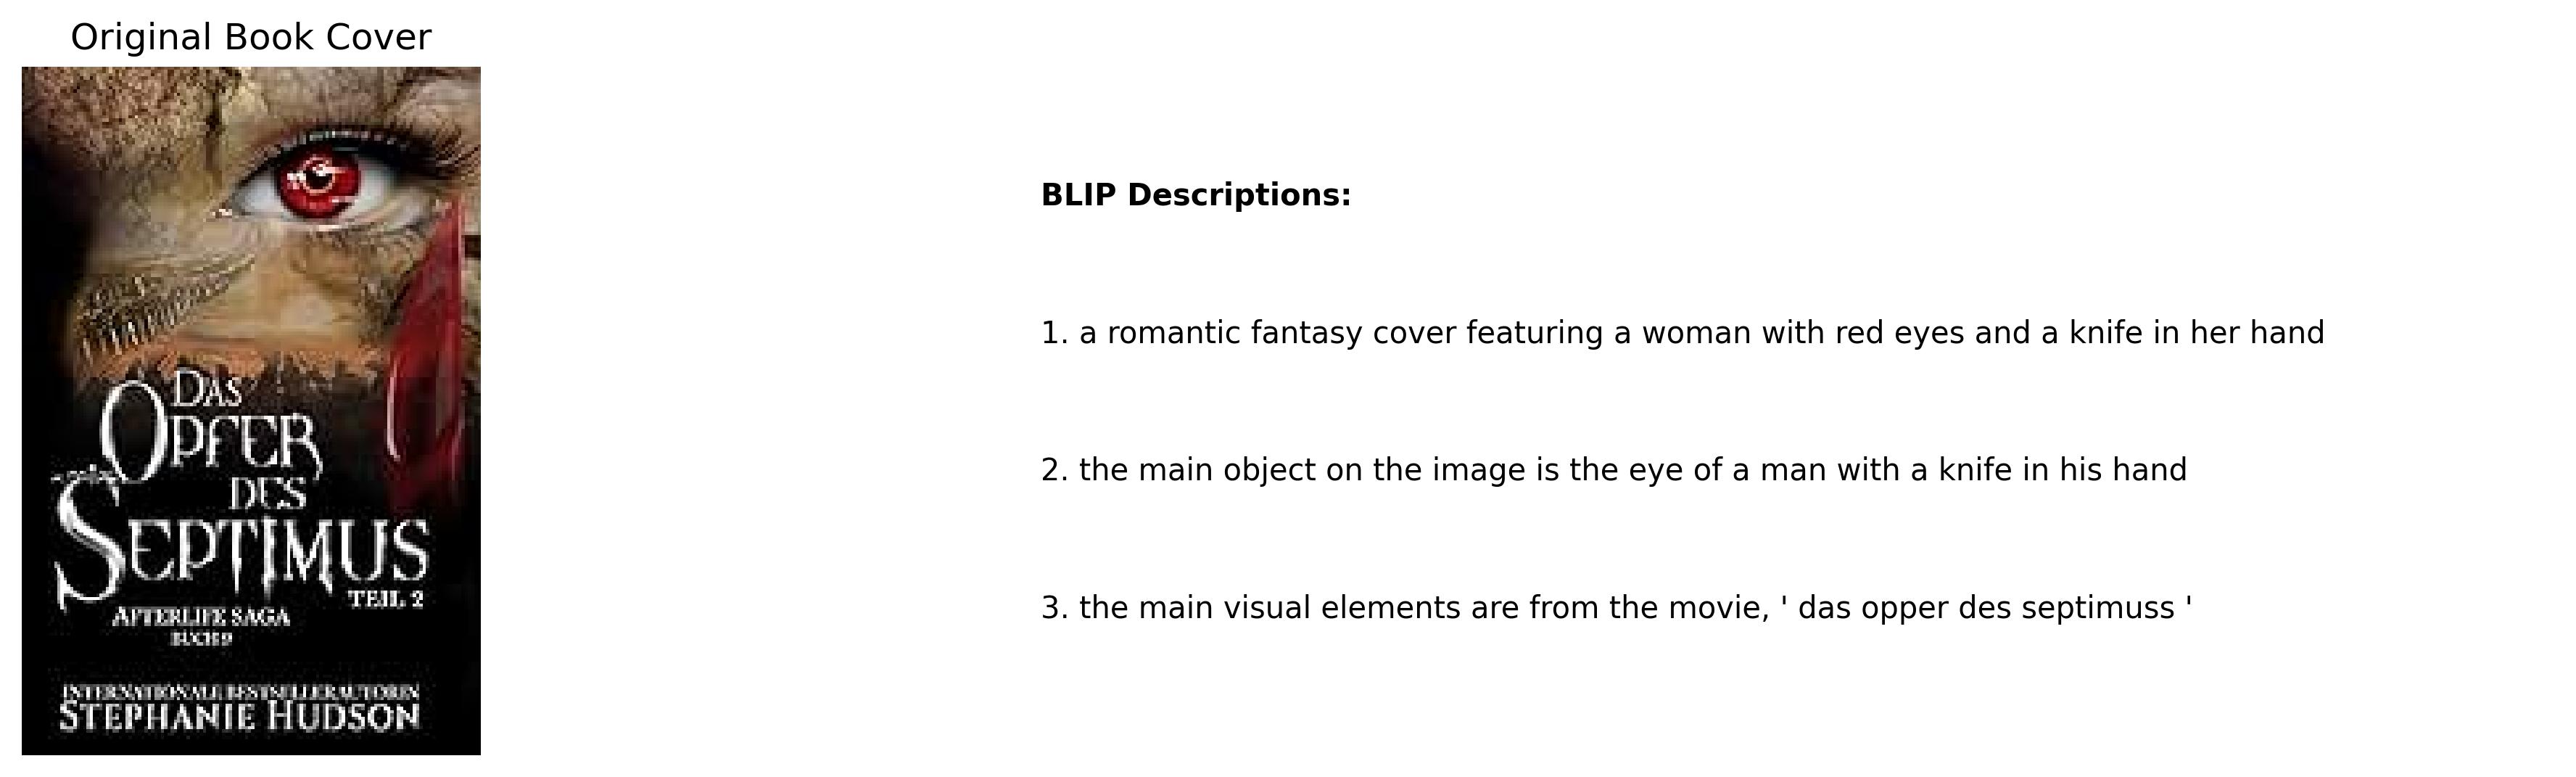 Original Book Cover
DAS
OPFER
DES
SEPTIMUS
TEIL 2
AFTERLIFE SAGA
BUCH 9
INTERNATIONALE BESTSELLERAUTORIN
STEPHANIE HUDSON
BLIP Descriptions:
1. a romantic fantasy cover featuring a woman with red eyes and a knife in her hand
2. the main object on the image is the eye of a man with a knife in his hand
3. the main visual elements are from the movie, ' das opper des septimuss '